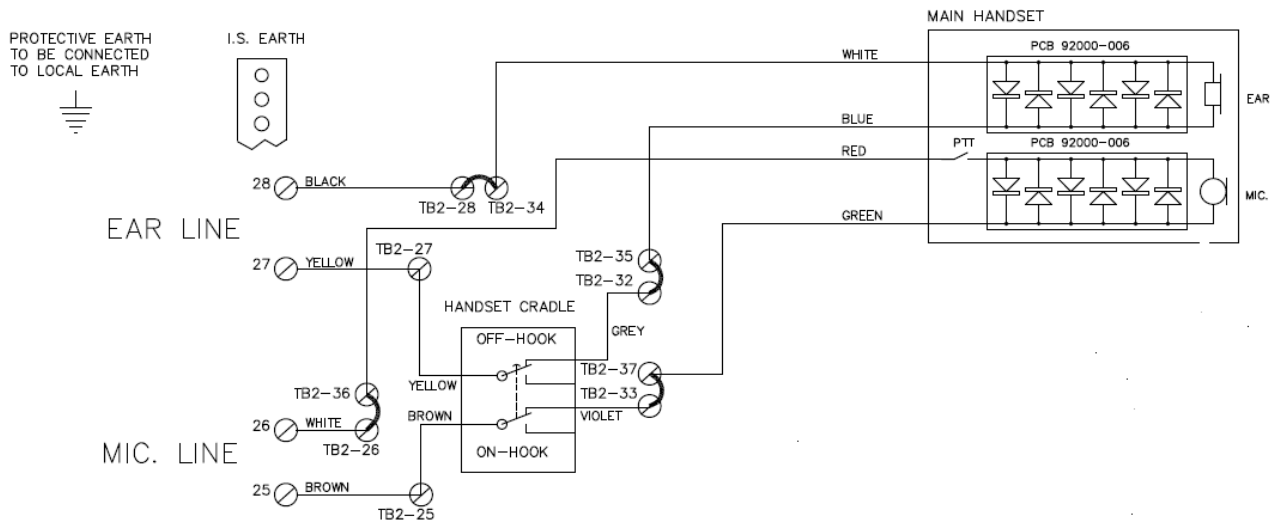 MAIN HANDSET
PROTECTIVE EARTH
TO BE CONNECTED
TO LOCAL EARTH
I.S. EARTH
PCB 92000-006
WHITE
EAR
BLUE
PCB 92000-006
RED
PTT
28
BLACK
MIC.
TB2-28
TB2-34
GREEN
EAR LINE
TB2-27
TB2-35
27
YELLOW
TB2-32
HANDSET CRADLE
OFF-HOOK
GREY
TB2-37
YELLOW
TB2-36
TB2-33
BROWN
VIOLET
26
WHITE
TB2-26
ON-HOOK
MIC. LINE
25
BROWN
TB2-25